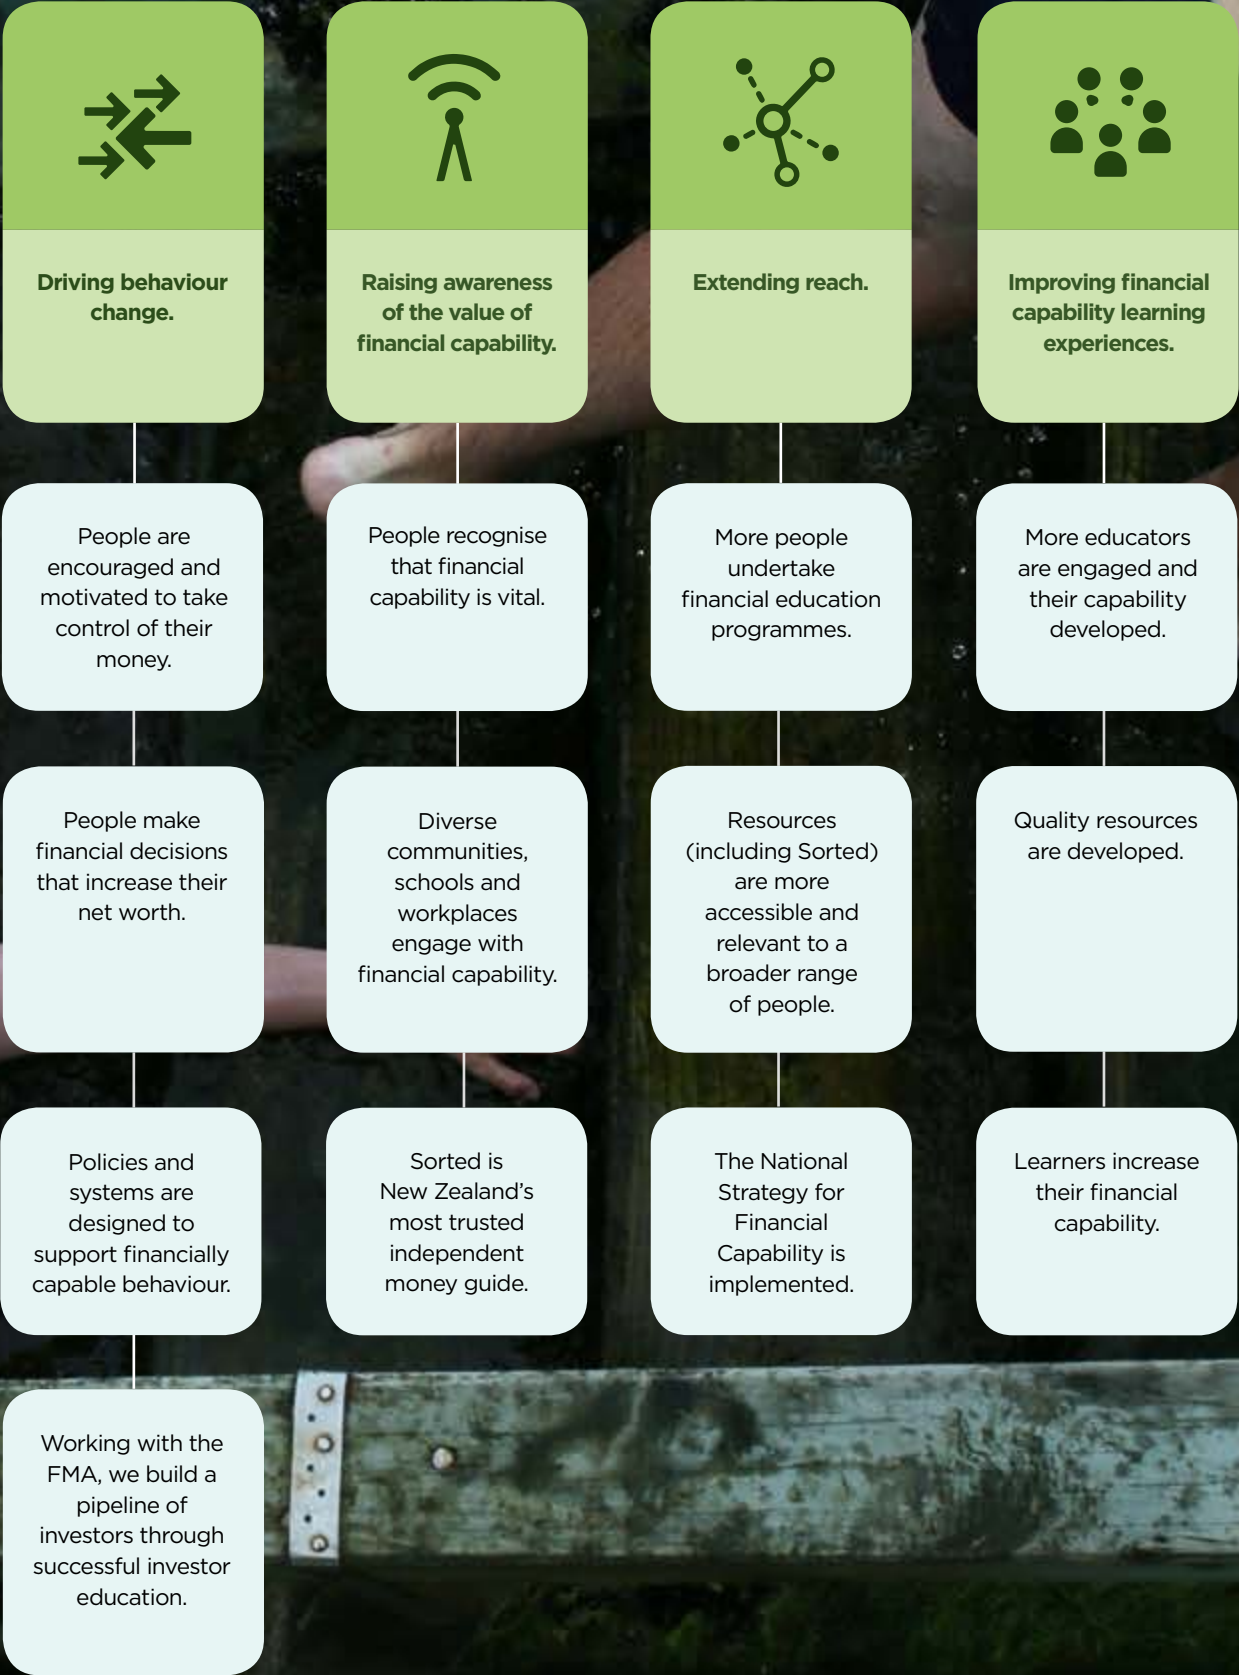 Driving behaviour
change.
Raising awareness
of the value of
financial capability.
Extending reach.
Improving financial
capability learning
experiences.
People are
encouraged and
motivated to take
control of their
money.
People recognise
that financial
capability is vital.
More people
undertake
financial education
programmes.
More educators
are engaged and
their capability
developed.
People make
financial decisions
that increase their
net worth.
Diverse
communities,
schools and
workplaces
engage with
financial capability.
Resources
(including Sorted)
are more
accessible and
relevant to a
broader range
of people.
Quality resources
are developed.
Policies and
systems are
designed to
support financially
capable behaviour.
Sorted is
New Zealand’s
most trusted
independent
money guide.
The National
Strategy for
Financial
Capability is
implemented.
Learners increase
their financial
capability.
Working with the
FMA, we build a
pipeline of
investors through
successful investor
education.